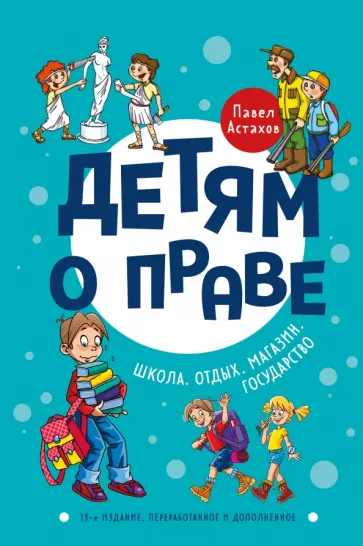 Павел
Астахов
ДЕТЯМ
О ПРАВЕ
ШКОЛА. ОТДЫХ. МАГАЗИН.
ГОСУДАРСТВО
13-е ИЗДАНИЕ, ПЕРЕРАБОТАННОЕ И ДОПОЛНЕННОЕ